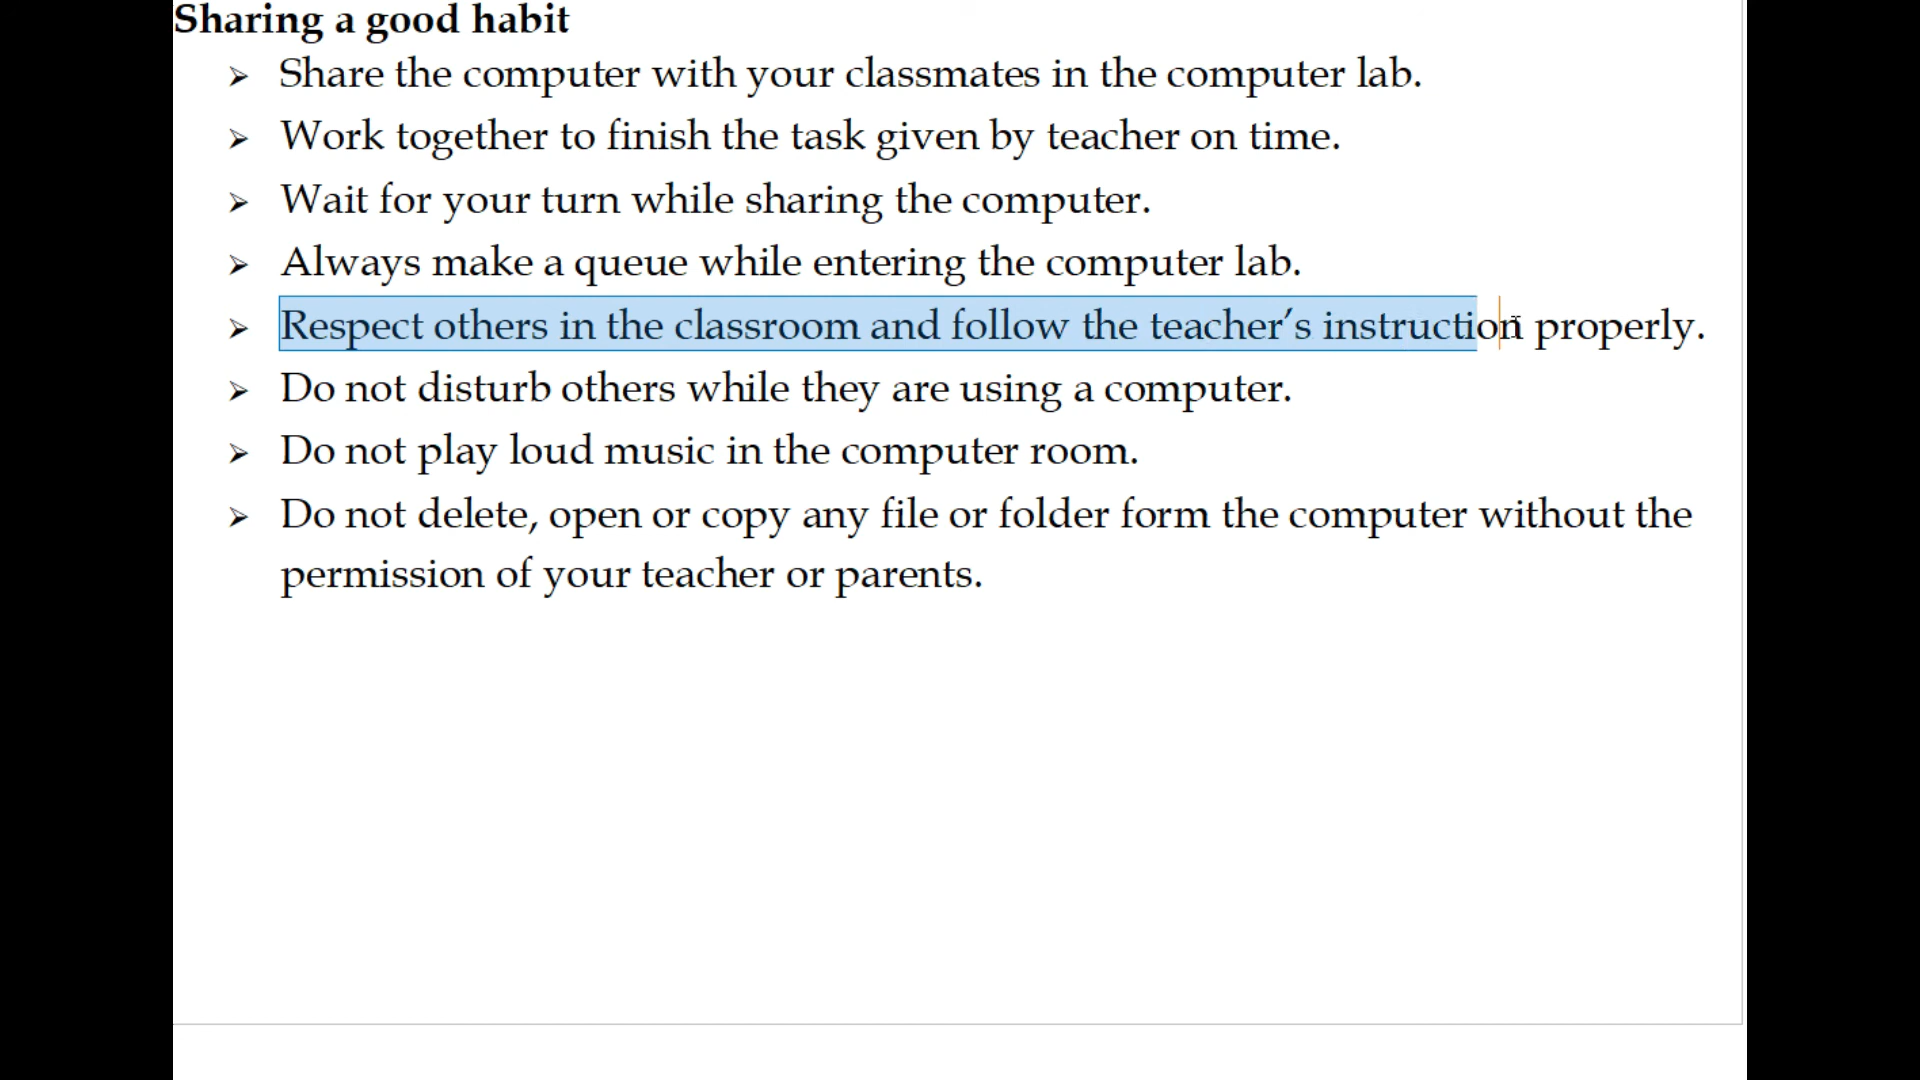 Sharing a good habit
➢ Share the computer with your classmates in the computer lab.
➢ Work together to finish the task given by teacher on time.
➢ Wait for your turn while sharing the computer.
➢ Always make a queue while entering the computer lab.
➢ Respect others in the classroom and follow the teacher’s instruction properly.
➢ Do not disturb others while they are using a computer.
➢ Do not play loud music in the computer room.
➢ Do not delete, open or copy any file or folder form the computer without the
permission of your teacher or parents.